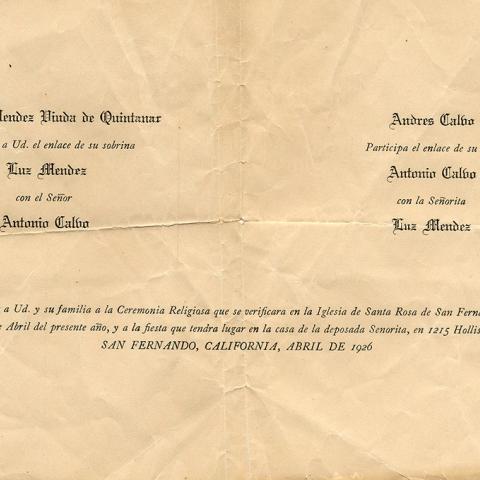 Mendez Viuda de Quintanar
a Ud. el enlace de su sobrina
Luz Mendez
con el Señor
Antonio Calvo
Andres Calvo
Participa el enlace de su
Antonio Calvo
con la Señorita
Luz Mendez
a Ud. y su familia a la Ceremonia Religiosa que se verificara en la Iglesia de Santa Rosa de San
Abril del presente año, y a la fiesta que tendra lugar en la casa de la deposada Senorita, en 1215
SAN FERNANDO, CALIFORNIA, ABRIL DE 1926